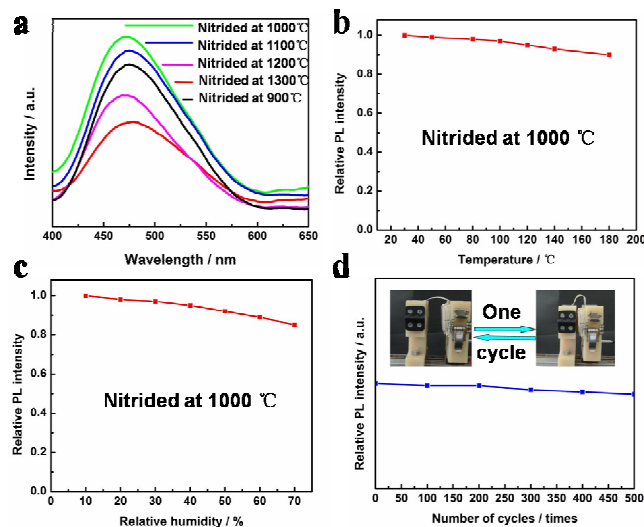 a
Nitrided at 1000℃
Nitrided at 1100℃
Nitrided at 1200℃
Nitrided at 1300℃
Nitrided at 900℃
Intensity / a.u.
400 450 500 550 600 650
Wavelength / nm
b
Relative PL intensity
1.0
0.8
0.6
0.4
0.2
0.0
Nitrided at 1000 ℃
20 40 60 80 100 120 140 160 180 200
Temperature / ℃
c
Relative PL intensity
1.0
0.8
0.6
0.4
0.2
0.0
Nitrided at 1000 ℃
10 20 30 40 50 60 70
Relative humidity / %
d
Relative PL intensity / a.u.
One
cycle
0 50 100 150 200 250 300 350 400 450 500
Number of cycles / times